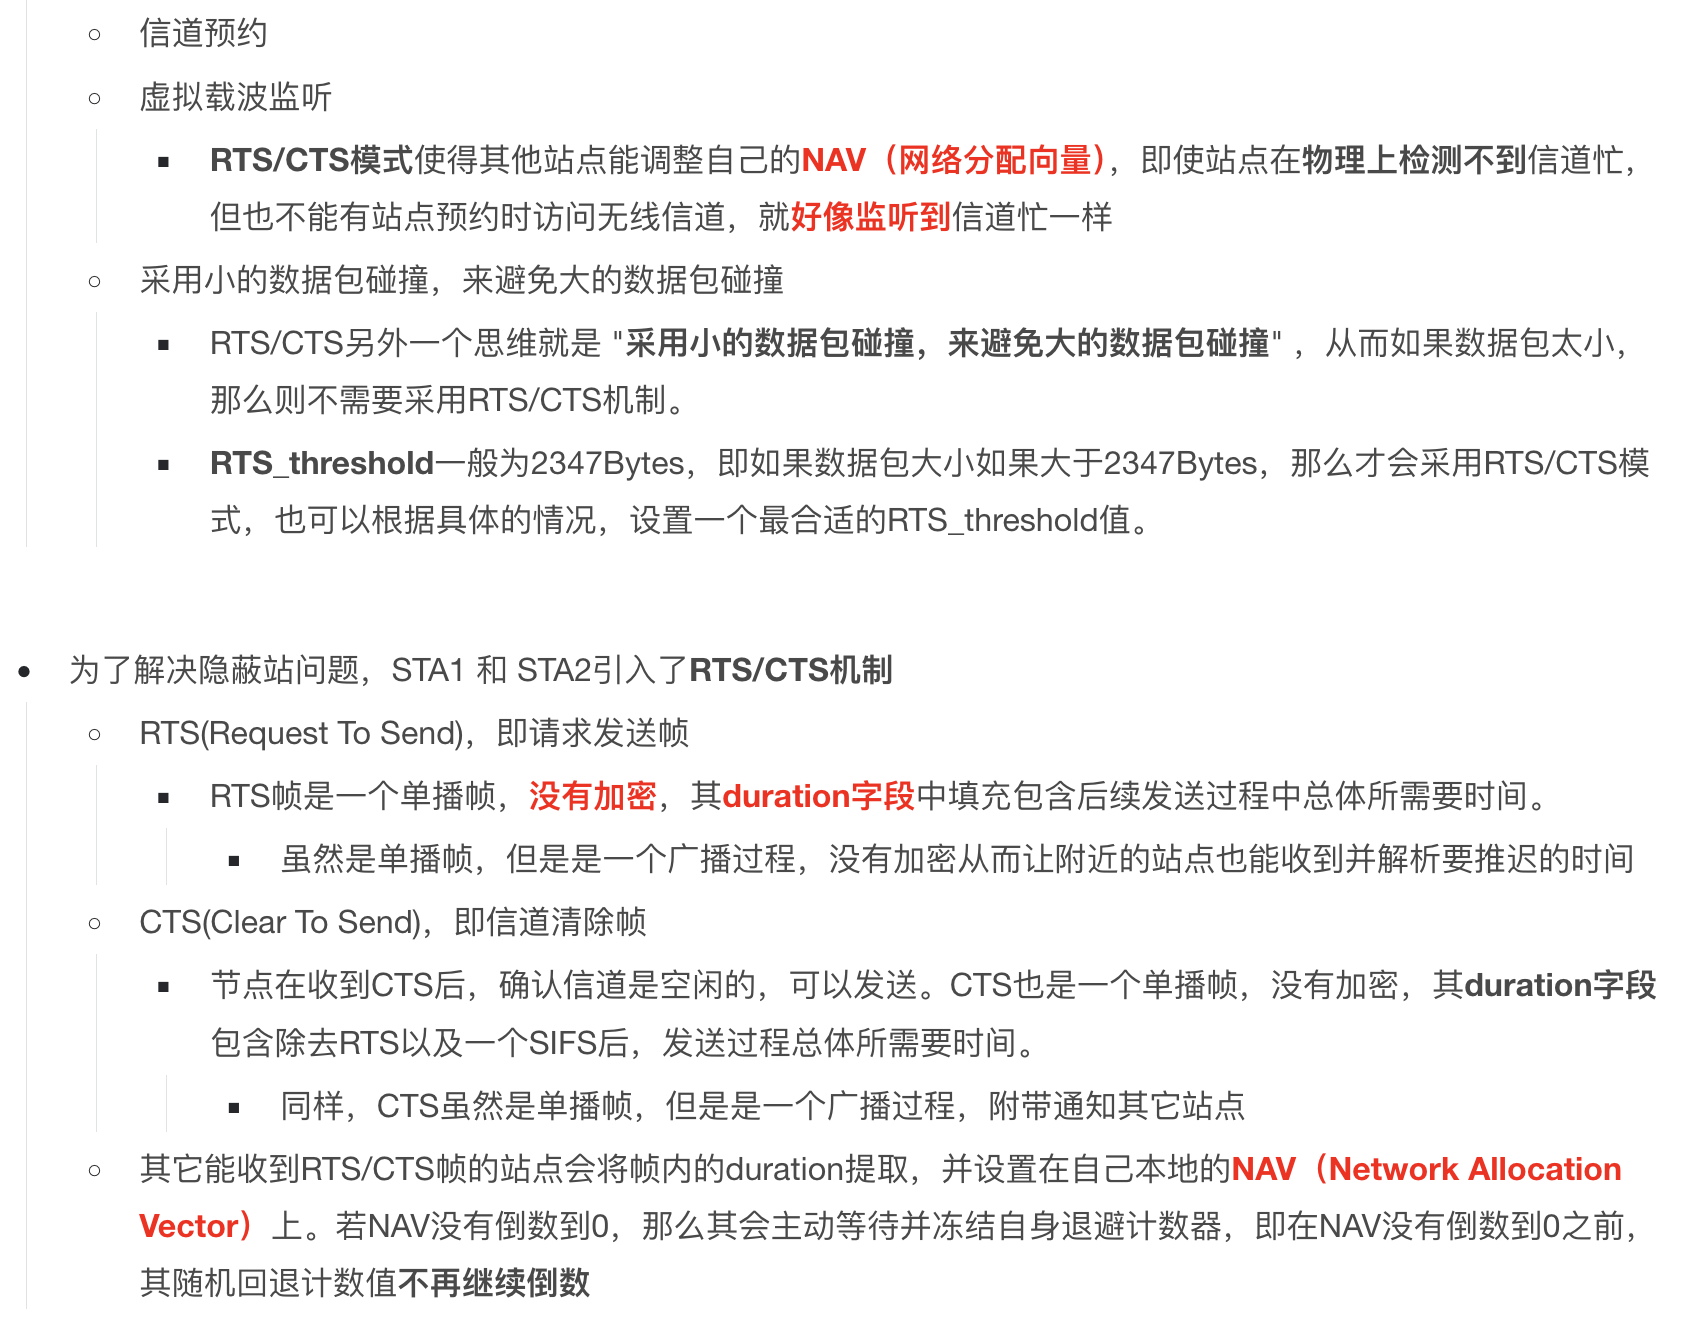 信道预约
虚拟载波监听
RTS/CTS模式使得其他站点能调整自己的NAV（网络分配向量），即使站点在物理上检测不到信道忙，
但也不能有站点预约时访问无线信道，就好像监听到信道忙一样
采用小的数据包碰撞，来避免大的数据包碰撞
RTS/CTS另外一个思维就是 "采用小的数据包碰撞，来避免大的数据包碰撞" ，从而如果数据包太小，
那么则不需要采用RTS/CTS机制。
RTS_threshold一般为2347Bytes，即如果数据包大小如果大于2347Bytes，那么才会采用RTS/CTS模
式，也可以根据具体的情况，设置一个最合适的RTS_threshold值。
为了解决隐蔽站问题，STA1 和 STA2引入了RTS/CTS机制
RTS(Request To Send)，即请求发送帧
RTS帧是一个单播帧，没有加密，其duration字段中填充包含后续发送过程中总体所需要时间。
虽然是单播帧，但是是一个广播过程，没有加密从而让附近的站点也能收到并解析要推迟的时间
CTS(Clear To Send)，即信道清除帧
节点在收到CTS后，确认信道是空闲的，可以发送。CTS也是一个单播帧，没有加密，其duration字段
包含除去RTS以及一个SIFS后，发送过程总体所需要时间。
同样，CTS虽然是单播帧，但是是一个广播过程，附带通知其它站点
其它能收到RTS/CTS帧的站点会将帧内的duration提取，并设置在自己本地的NAV（Network Allocation
Vector）上。若NAV没有倒数到0，那么其会主动等待并冻结自身退避计数器，即在NAV没有倒数到0之前，
其随机回退计数值不再继续倒数